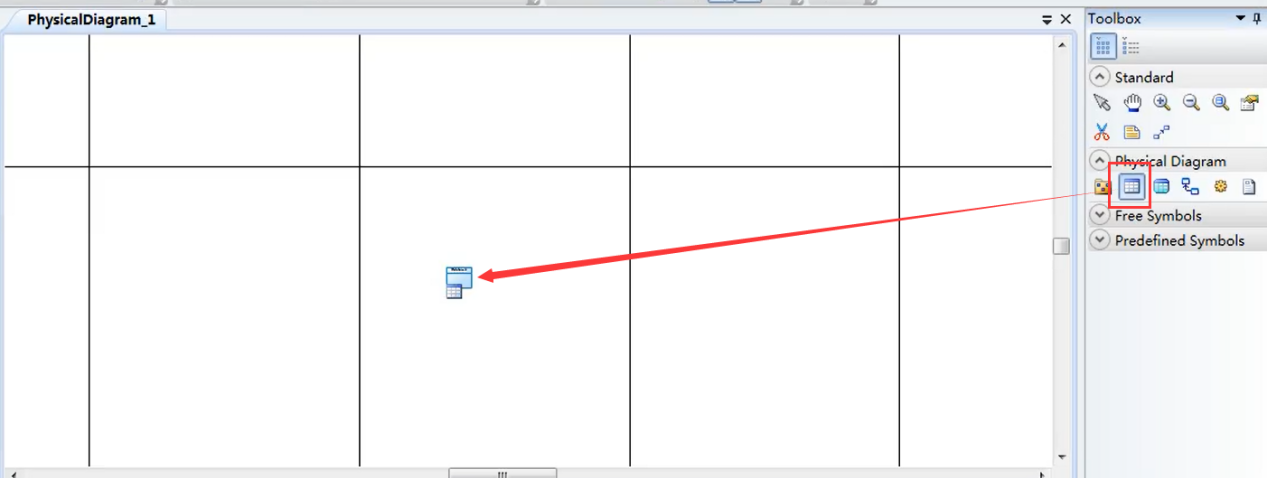 PhysicalDiagram_1
Toolbox
Standard
Physical Diagram
Free Symbols
Predefined Symbols